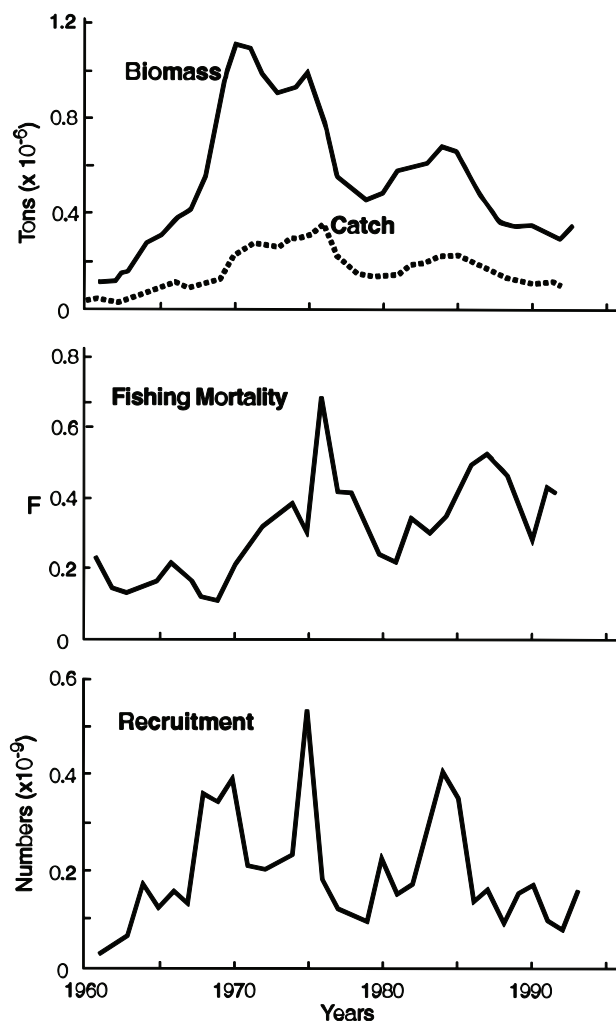 1.2
Biomass
0.8
Tons (x 10-6)
0.4
Catch
0
0.8
Fishing Mortality
0.6
F
0.4
0.2
0
0.6
Recruitment
0.4
Numbers (x10-9)
0.2
0
1960 1970 1980 1990
Years